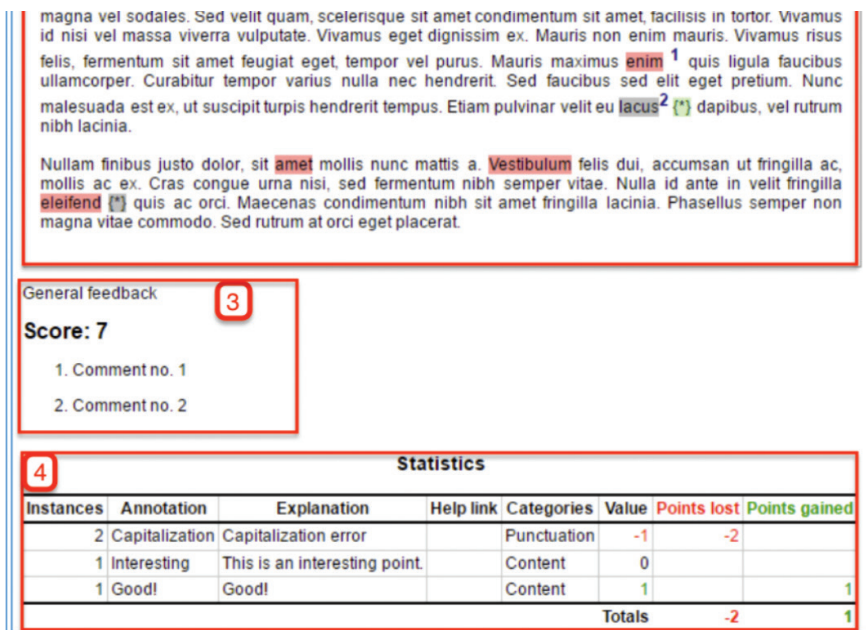 magna vel sodales. Sed velit quam, scelerisque sit amet condimentum sit amet, facilisis in tortor. Vivamus
id nisi vel massa viverra vulputate. Vivamus eget dignissim ex. Mauris non enim mauris. Vivamus risus
felis, fermentum sit amet feugiat eget, tempor vel purus. Mauris maximus enim 1 quis ligula faucibus
ullamcorper. Curabitur tempor varius nulla nec hendrerit. Sed faucibus sed elit eget pretium. Nunc
malesuada est ex, ut suscipit turpis hendrerit tempus. Etiam pulvinar velit eu lacus2 {*} dapibus, vel rutrum
nibh lacinia.
Nullam finibus justo dolor, sit amet mollis nunc mattis a. Vestibulum felis dui, accumsan ut fringilla ac,
mollis ac ex. Cras congue urna nisi, sed fermentum nibh semper vitae. Nulla id ante in velit fringilla
eleifend {*} quis ac orci. Maecenas condimentum nibh sit amet fringilla lacinia. Phasellus semper non
magna vitae commodo. Sed rutrum at orci eget placerat.
General feedback
3
Score: 7
1. Comment no. 1
2. Comment no. 2
4
Statistics
Instances Annotation Explanation Help link Categories Value Points lost Points gained
2 Capitalization Capitalization error Punctuation -1 -2
1 Interesting This is an interesting point. Content 0
1 Good! Good! Content 1 1
Totals -2 1